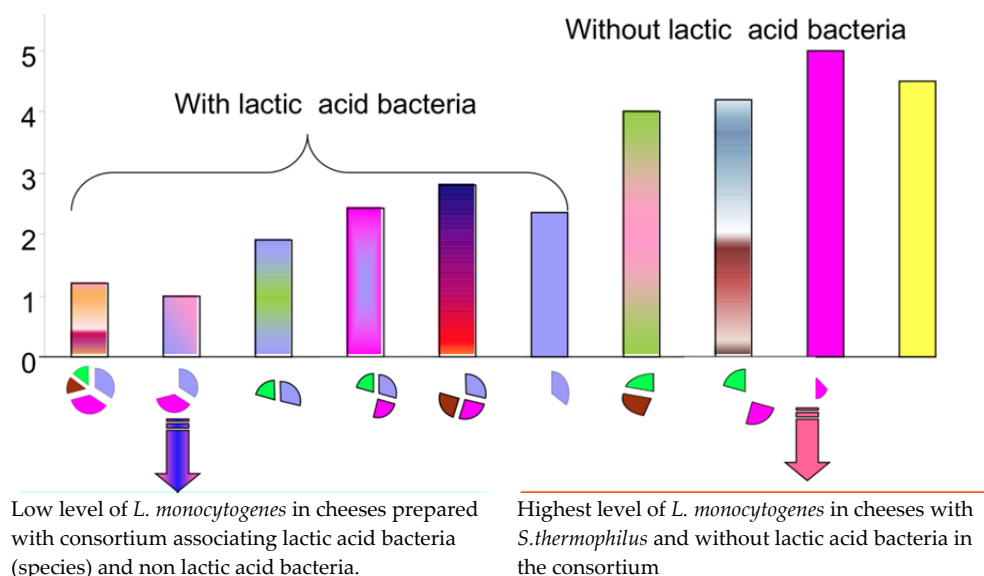 Without lactic acid bacteria
5
With lactic acid bacteria
4
3
2
1
0
Low level of L. monocytogenes in cheeses prepared
with consortium associating lactic acid bacteria
(species) and non lactic acid bacteria.
Highest level of L. monocytogenes in cheeses with
S.thermophilus and without lactic acid bacteria in
the consortium